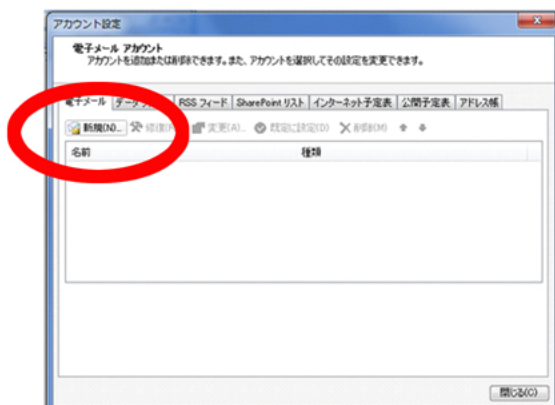 アカウント設定
電子メール アカウント
アカウントを追加または削除できます。また、アカウントを選択してその設定を変更できます。
電子メール データ RSS フィード SharePoint リスト インターネット予定表 公開予定表 アドレス帳
新規(N)... 修復 変更(A)... 既定に設定(D) 削除(M)
名前 種類
閉じる(C)